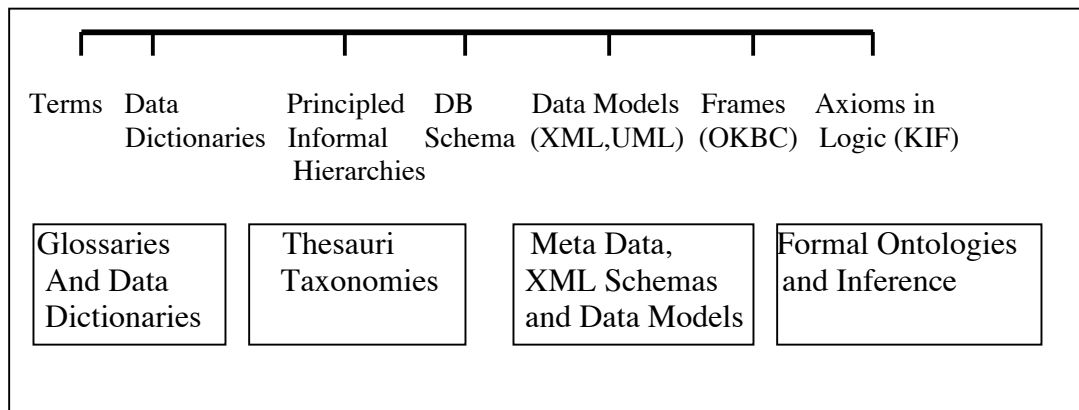 Terms Data Principled DB Data Models Frames Axioms in
Dictionaries Informal Schema (XML,UML) (OKBC) Logic (KIF)
Hierarchies
Glossaries Thesauri Meta Data, Formal Ontologies
And Data Taxonomies XML Schemas and Inference
Dictionaries and Data Models